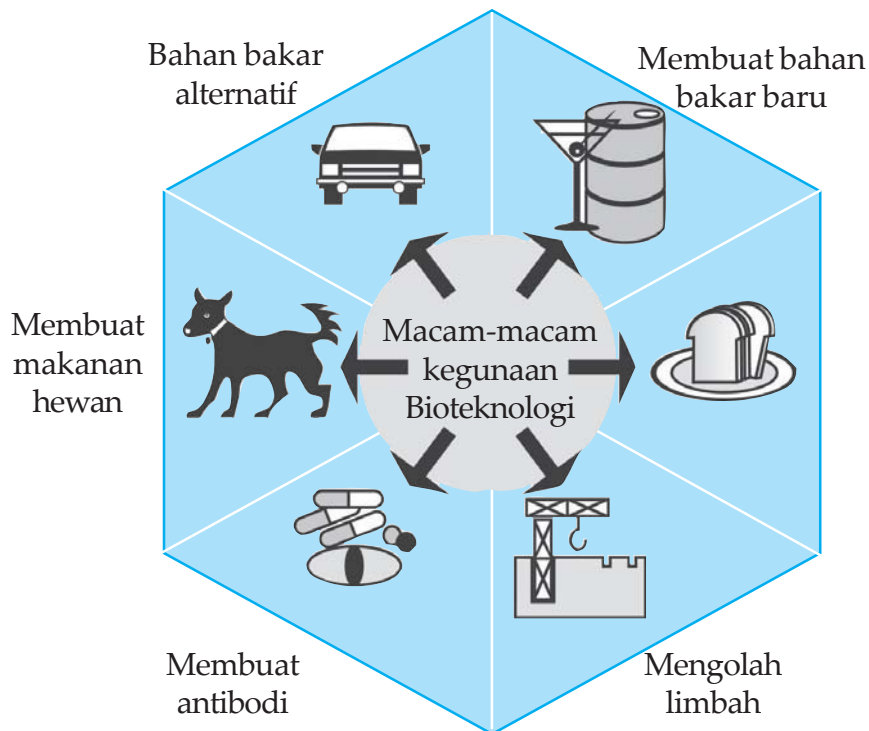 Bahan bakar
alternatif
Membuat bahan
bakar baru
Membuat
makanan
hewan
Macam-macam
kegunaan
Bioteknologi
Membuat
antibodi
Mengolah
limbah